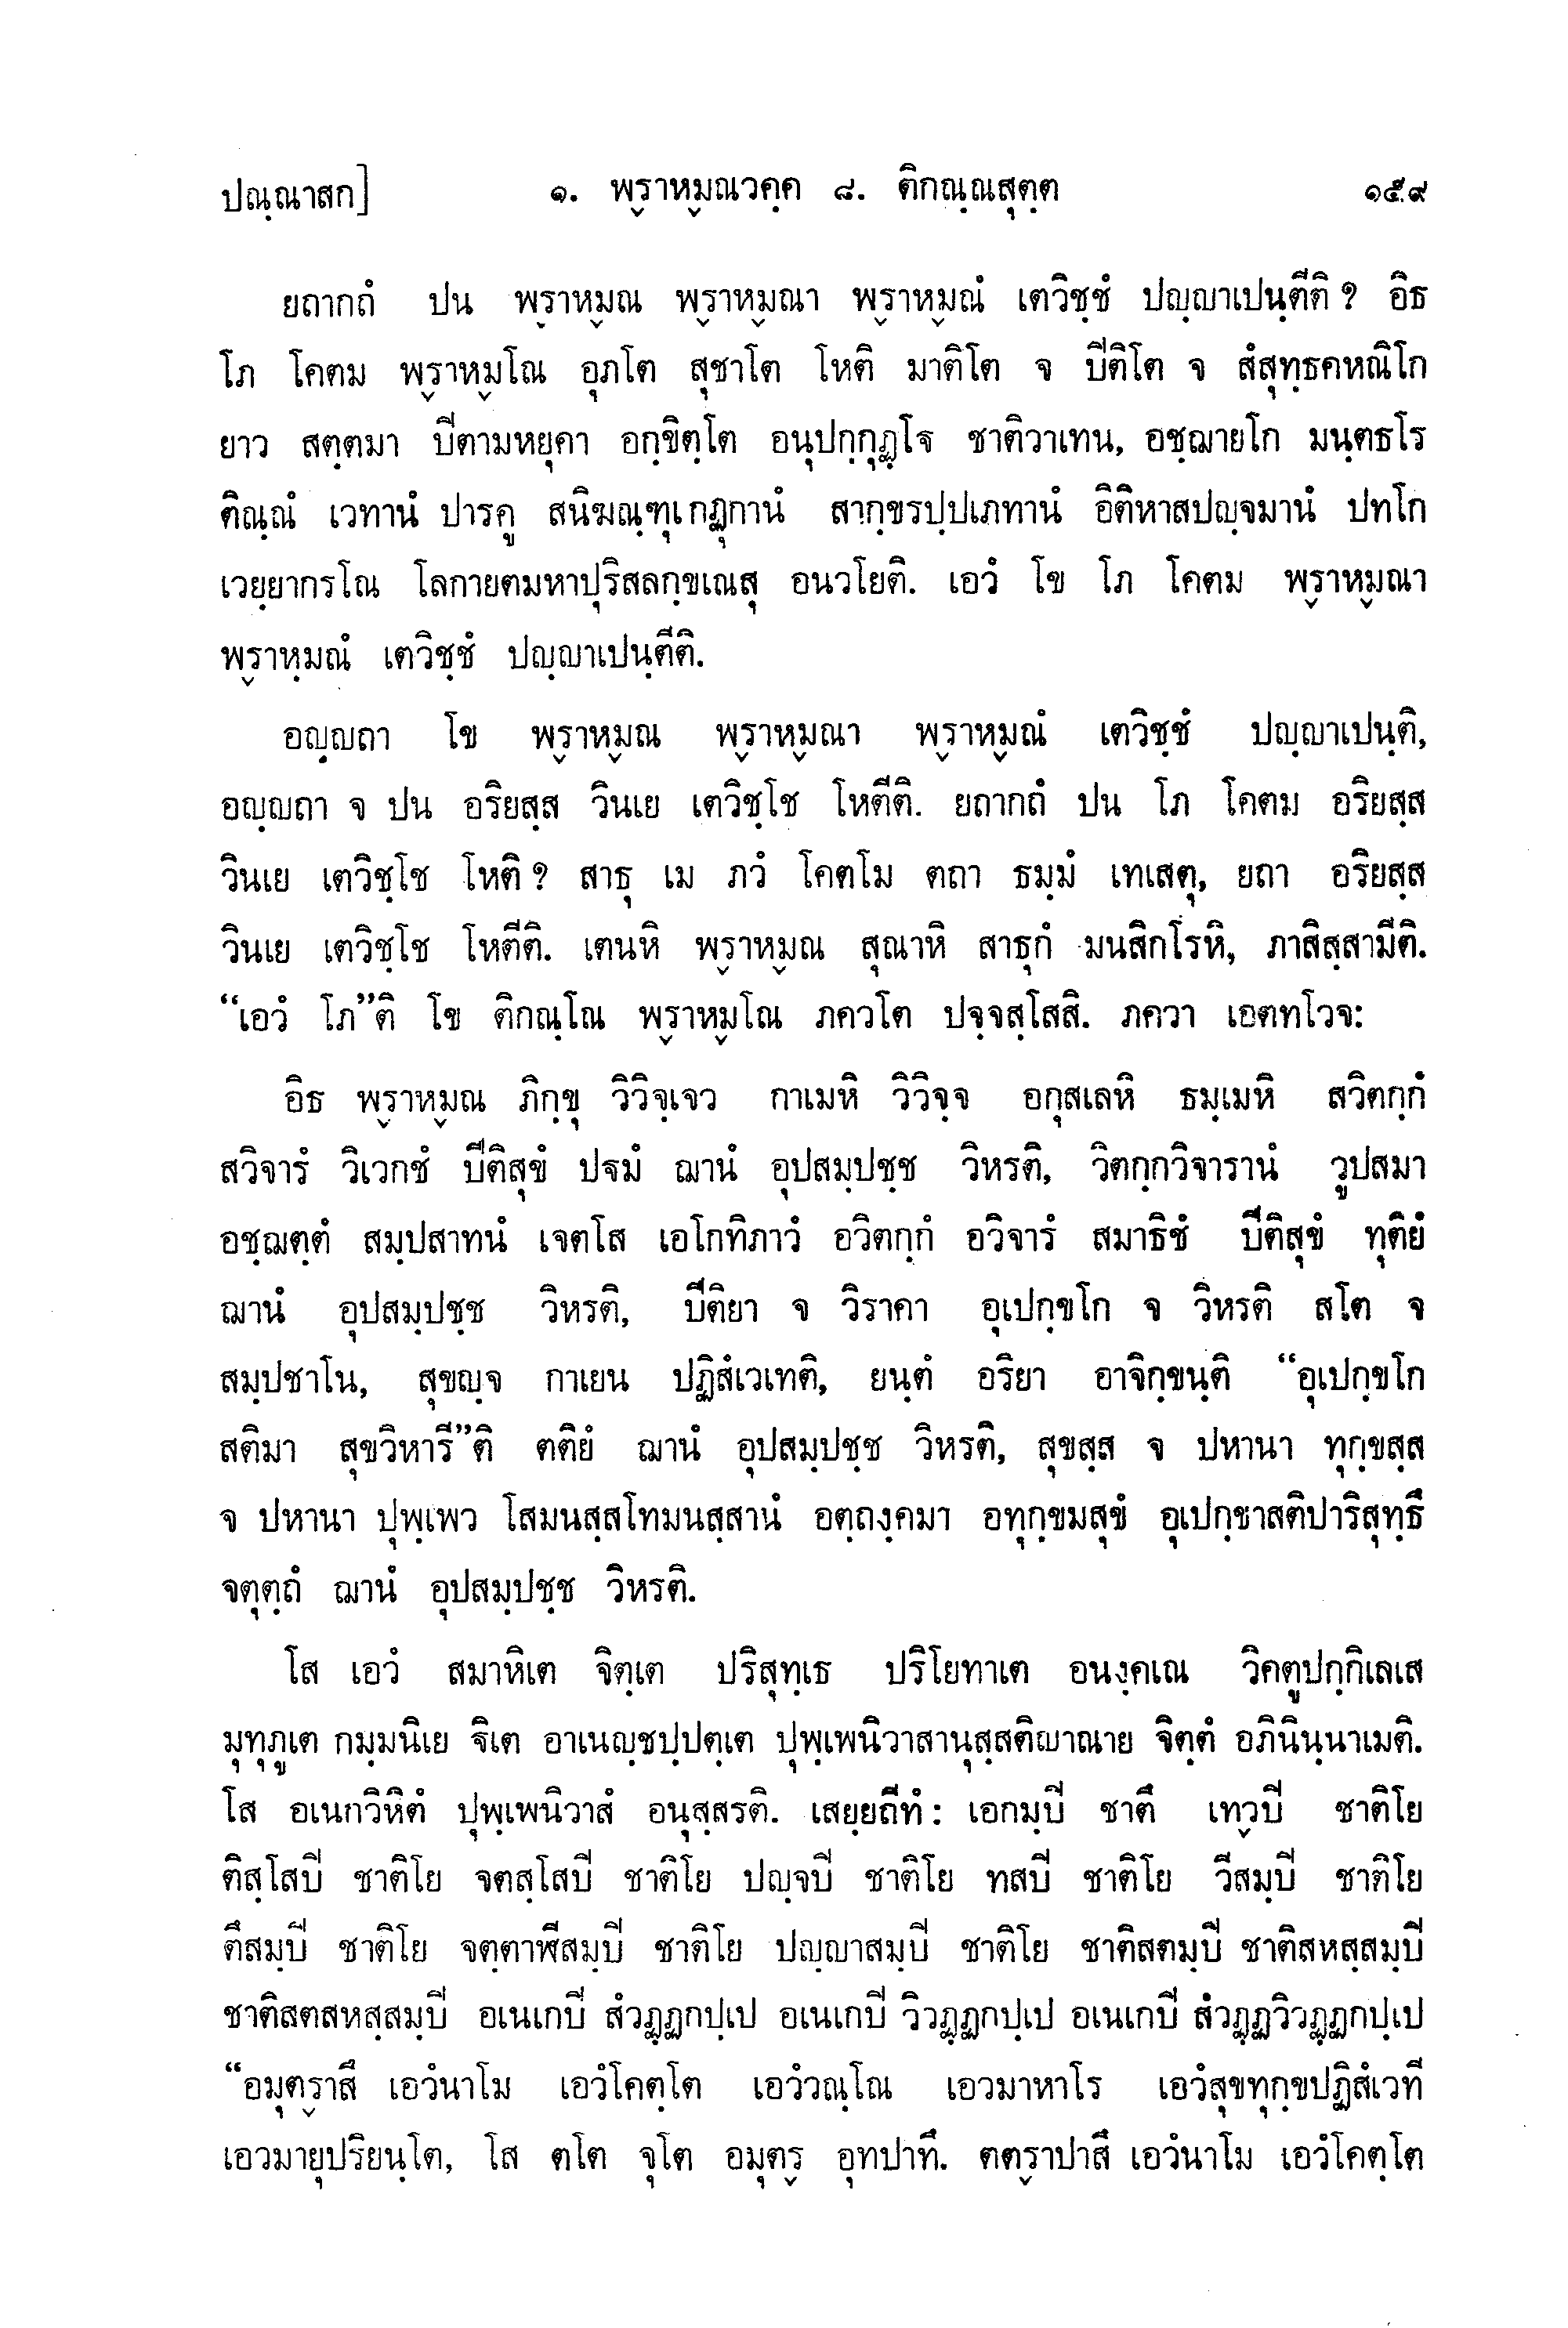 ปณฺณาสก]	๑. พ๎ราห๎มณวคฺค ๘. ติกณฺณสุตฺต	๑๕๙
ยถากถํ ปน พ๎ราห๎มณ พ๎ราห๎มณา พ๎ราห๎มณํ เตวิชฺชํ ปญฺญาเปนฺตีติ ? อิธ
โภ โคตม พ๎ราห๎มโณ อุภโต สุชาโต โหติ มาติโต จ ปิติโต จ สํสุทฺธคหณิโก
ยาว สตฺตมา ปิตามหยุคา อกฺขิตฺโต อนุปกฺกุฏฺโฐ ชาติวาเทน, อชฺฌายโก มนฺตธโร
ติณฺณํ เวทานํ ปารคู สนิฆณฺฑุเกฏุภานํ สากฺขรปฺปเภทานํ อิติหาสปญฺจมานํ ปทโก
เวยฺยากรโณ โลกายตมหาปุริสลกฺขเณสุ อนวโยติ. เอวํ โข โภ โคตม พ๎ราห๎มณา
พ๎ราหฺมณํ เตวิชฺชํ ปญฺญาเปนฺตีติ.
อญฺญถา โข พ๎ราห๎มณ พ๎ราห๎มณา พ๎ราห๎มณํ เตวิชฺชํ ปญฺญาเปนฺติ,
อญฺญถา จ ปน อริยสฺส วินเย เตวิชฺโช โหตีติ. ยถากถํ ปน โภ โคตม อริยสฺส
วินเย เตวิชฺโช โหติ ? สาธุ เม ภวํ โคตโม ตถา ธมฺมํ เทเสตุ, ยถา อริยสฺส
วินเย เตวิชฺโช โหตีติ. เตนหิ พ๎ราห๎มณ สุณาหิ สาธุกํ มนสิกโรหิ, ภาสิสฺสามีติ.
“เอวํ โภ”ติ โข ติกณฺโณ พ๎ราห๎มโณ ภควโต ปจฺจสฺโสสิ. ภควา เอตทโวจ:
อิธ พ๎ราห๎มณ ภิกฺขุ วิวิจฺเจว กาเมหิ วิวิจฺจ อกุสเลหิ ธมฺเมหิ สวิตกฺกํ
สวิจารํ วิเวกชํ ปีติสุขํ ปฐมํ ฌานํ อุปสมฺปชฺช วิหรติ, วิตกฺกวิจารานํ วูปสมา
อชฺฌตฺตํ สมฺปสาทนํ เจตโส เอโกทิภาวํ อวิตกฺกํ อวิจารํ สมาธิชํ ปีติสุขํ ทุติยํ
ฌานํ อุปสมฺปชฺช วิหรติ, ปีติยา จ วิราคา อุเปกฺขโก จ วิหรติ สโต จ
สมฺปชาโน, สุขญฺจ กาเยน ปฏิสํเวเทติ, ยนฺตํ อริยา อาจิกฺขนฺติ “อุเปกฺขโก
สติมา สุขวิหารี”ติ ตติยํ ฌานํ อุปสมฺปชฺช วิหรติ, สุขสฺส จ ปหานา ทุกฺขสฺส
จ ปหานา ปุพฺเพว โสมนสฺสโทมนสฺสานํ อตฺถงฺคมา อทุกฺขมสุขํ อุเปกฺขาสติปาริสุทฺธึ
จตุตฺถํ ฌานํ อุปสมฺปชฺช วิหรติ.
โส เอวํ สมาหิเต จิตฺเต ปริสุทฺเธ ปริโยทาเต อนงฺคเณ วิคตูปกฺกิเลเส
มุทุภูเต กมฺมนิเย ฐิเต อาเนญฺชปฺปตฺเต ปุพฺเพนิวาสานุสฺสติญาณาย จิตฺตํ อภินินฺนาเมติ.
โส อเนกวิหิตํ ปุพฺเพนิวาสํ อนุสฺสรติ. เสยฺยถีทํ : เอกมฺปิ ชาตึ เทว๎ปิ ชาติโย
ติสฺโสปิ ชาติโย จตสฺโสปิ ชาติโย ปญฺจปิ ชาติโย ทสปิ ชาติโย วีสมฺปิ ชาติโย
ตึสมฺปิ ชาติโย จตฺตาฬีสมฺปิ ชาติโย ปญฺญาสมฺปิ ชาติโย ชาติสตมฺปิ ชาติสหสฺสมฺปิ
ชาติสตสหสฺสมฺปิ อเนเกปิ สํวฏฺฏกปฺเป อเนเกปิ วิวฏฺฏกปฺเป อเนเกปิ สํวฏฺฏวิวฏฺฏกปฺเป
“อมุต๎ราสึ เอวํนาโม เอวํโคตฺโต เอวํวณฺโณ เอวมาหาโร เอวํสุขทุกฺขปฏิสํเวที
เอวมายุปริยนฺโต, โส ตโต จุโต อมุต๎ร อุทปาทึ. ตต๎ราปาสึ เอวํนาโม เอวํโคตฺโต